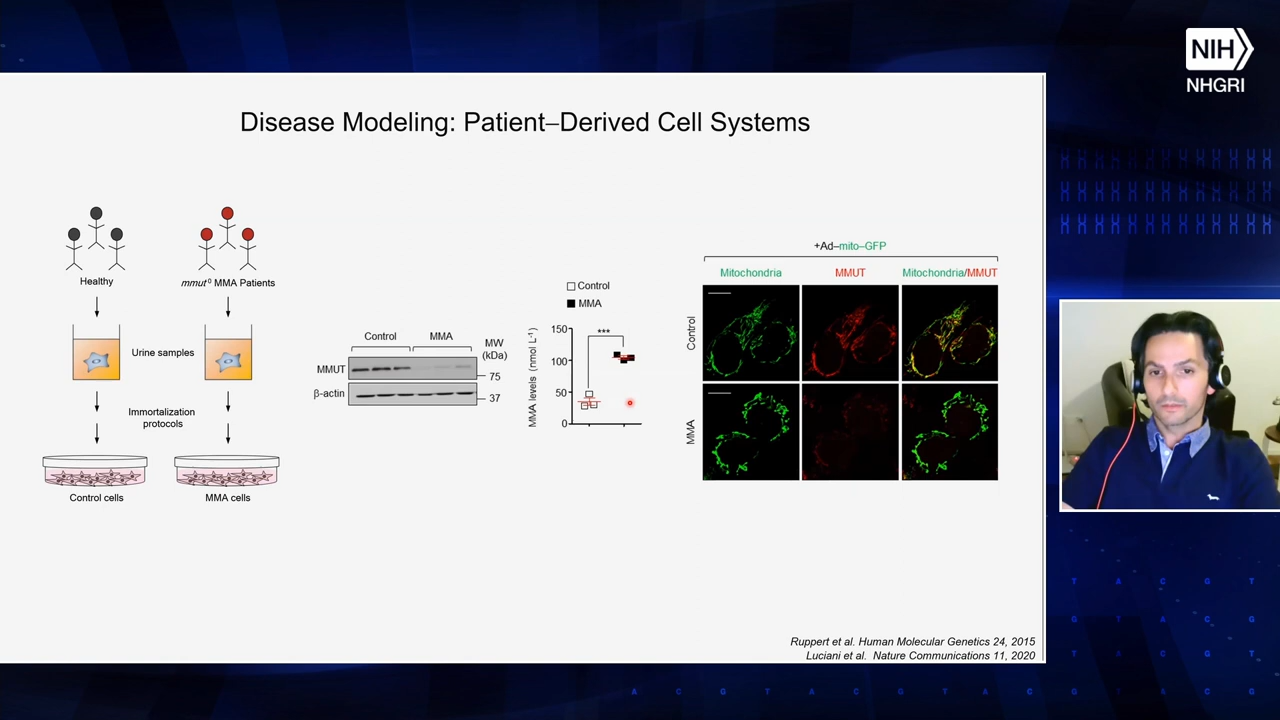 NIH
NHGRI
Disease Modeling: Patient–Derived Cell Systems
Healthy
mmut⁰ MMA Patients
Urine samples
Immortalization
protocols
Control cells
MMA cells
Control
MMA
MW
(kDa)
MMUT
75
β-actin
37
Control
MMA
MMA levels (nmol L⁻¹)
150
100
50
0
***
+Ad–mito–GFP
Mitochondria
MMUT
Mitochondria/MMUT
Control
MMA
Ruppert et al. Human Molecular Genetics 24, 2015
Luciani et al. Nature Communications 11, 2020
T A C G T
G T A C G
T A C G T
G T A C G
A C G T A C G T A C G T A C G